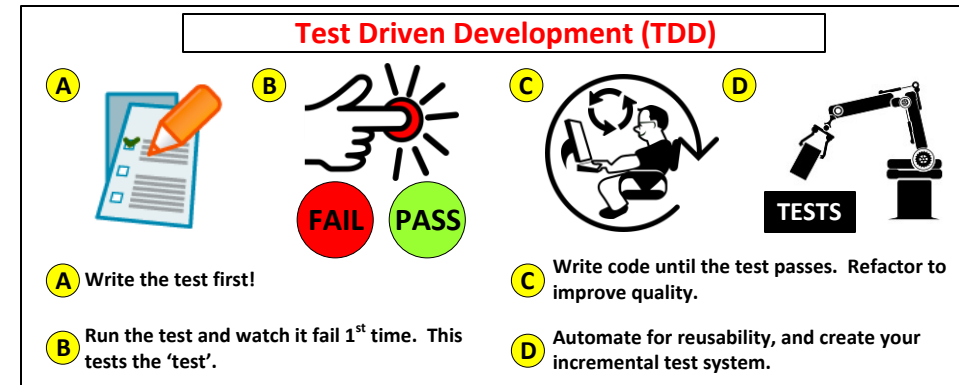 Test Driven Development (TDD)
A
B
C
D
FAIL
PASS
TESTS
A Write the test first!
B Run the test and watch it fail 1st time.  This
tests the ‘test’.
C Write code until the test passes.  Refactor to
improve quality.
D Automate for reusability, and create your
incremental test system.